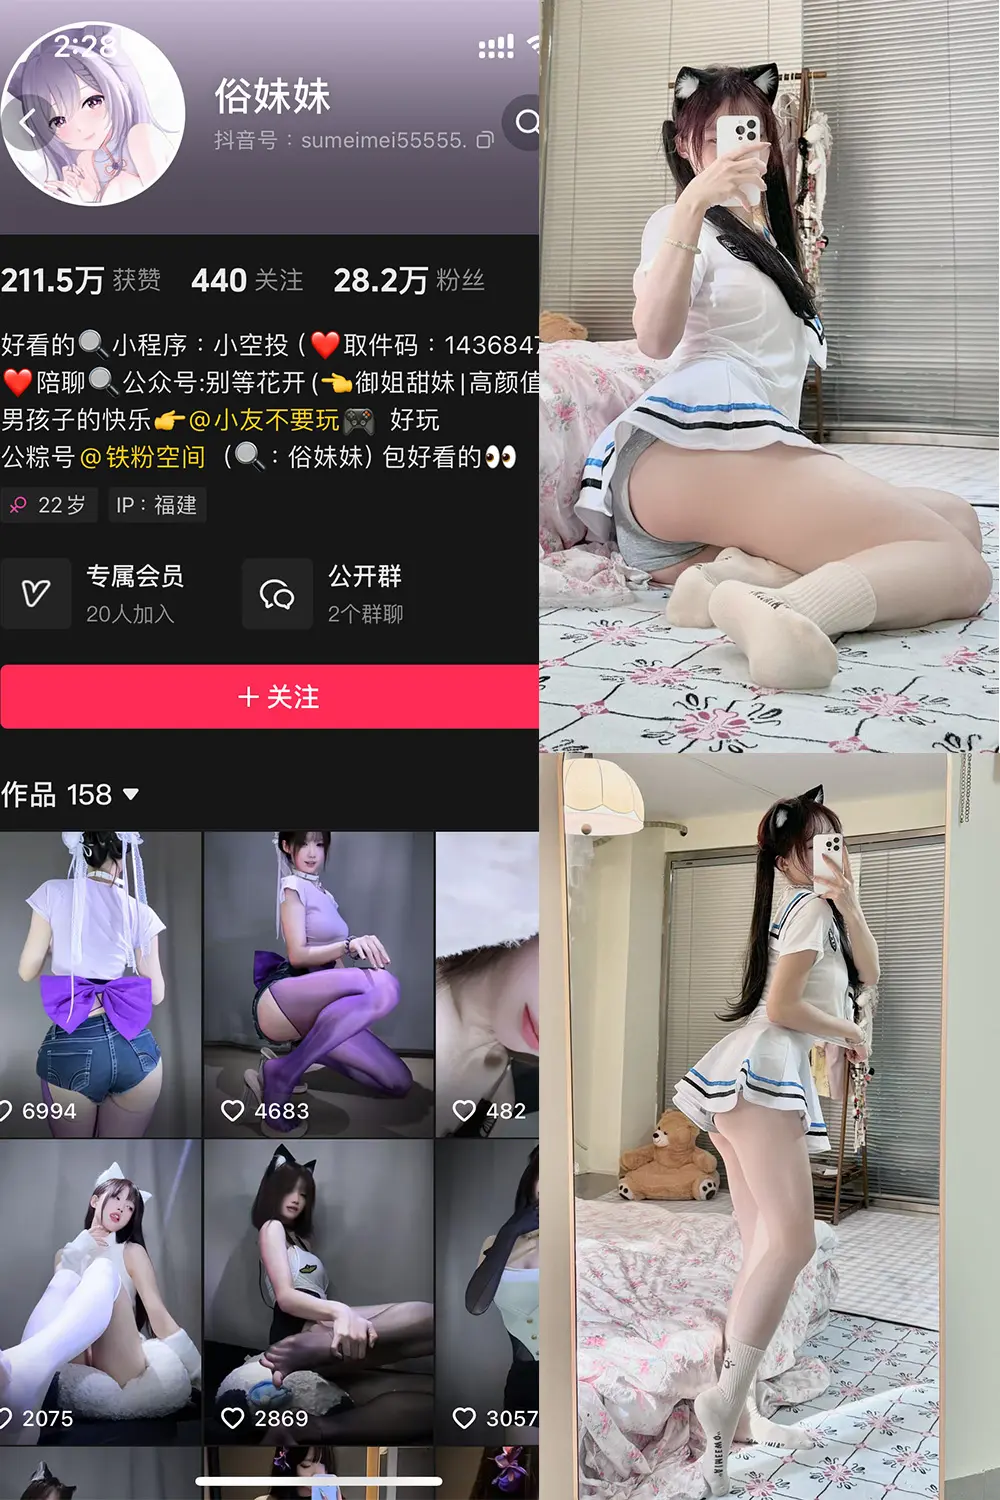 2:28
俗妹妹
抖音号：sumeimei55555.
211.5万 获赞 440 关注 28.2万 粉丝
好看的🔍小程序：小空投 (❤️取件码：1436847
❤️陪聊🔍公众号:别等花开(👈御姐甜妹|高颜值
男孩子的快乐👉@小友不要玩🎮 好玩
公粽号@铁粉空间 （🔍：俗妹妹) 包好看的👀
22岁 IP：福建
专属会员 公开群
20人加入 2个群聊
+ 关注
作品 158
6994 4683 482
2075 2869 3057